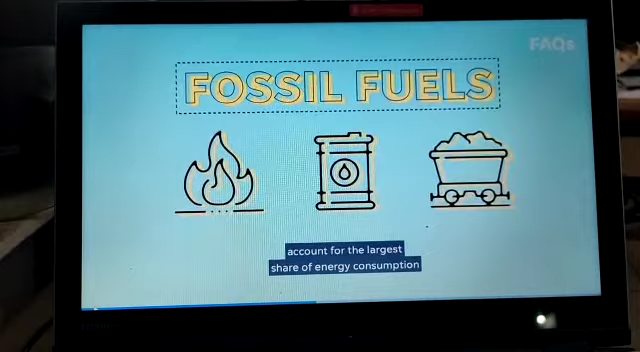 FAQs
FOSSIL FUELS
account for the largest
share of energy consumption